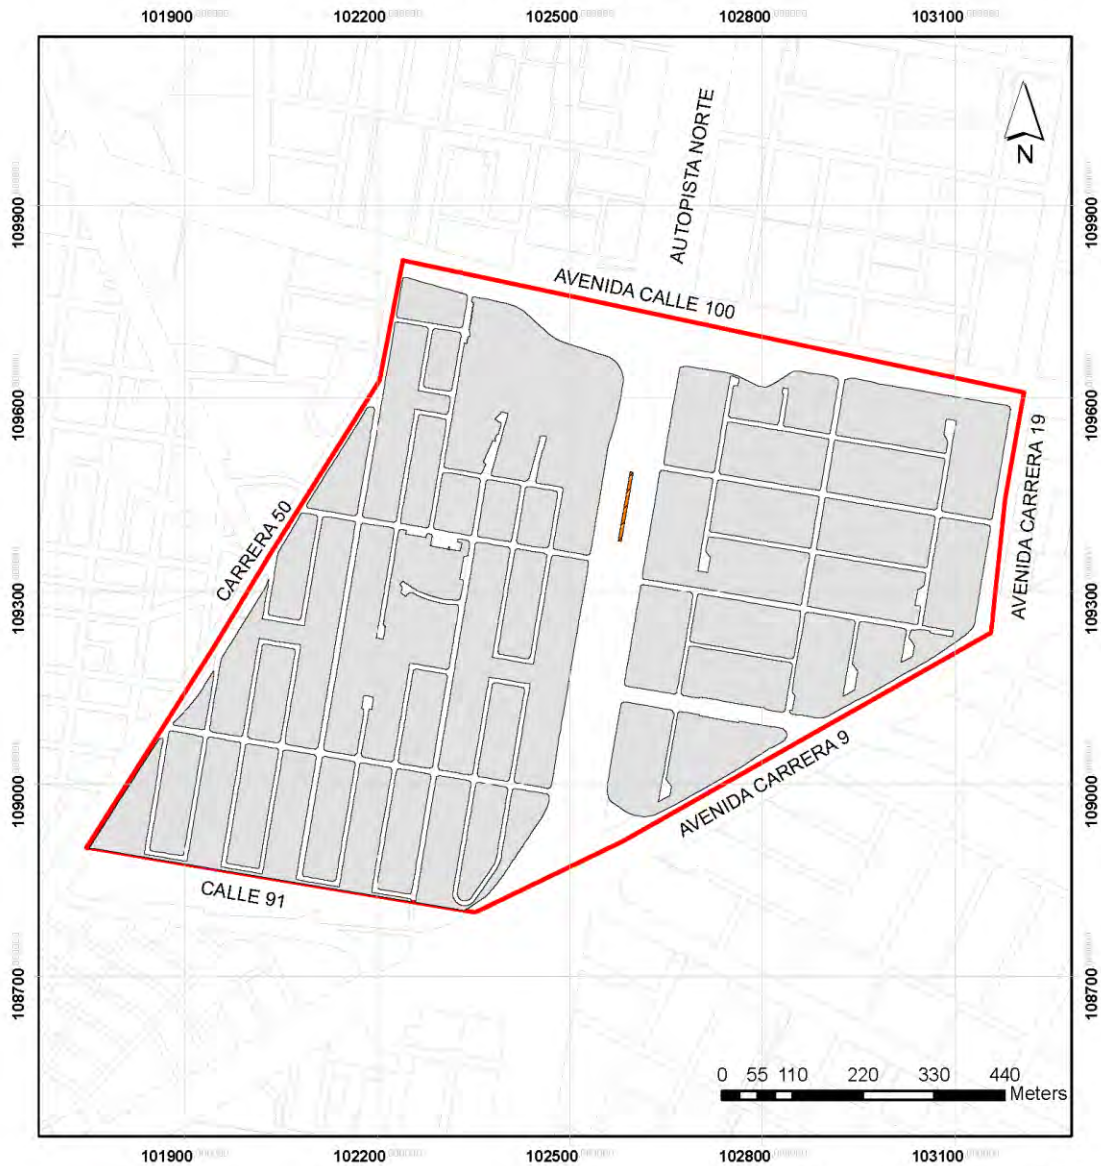 101900 102200 102500 102800 103100
N
AUTOPISTA NORTE
109900 109900
AVENIDA CALLE 100
109600 109600
AVENIDA CARRERA 19
CARRERA 50
109300 109300
AVENIDA CARRERA 9
109000 109000
CALLE 91
108700 108700
0 55 110 220 330 440
Meters
101900 102200 102500 102800 103100